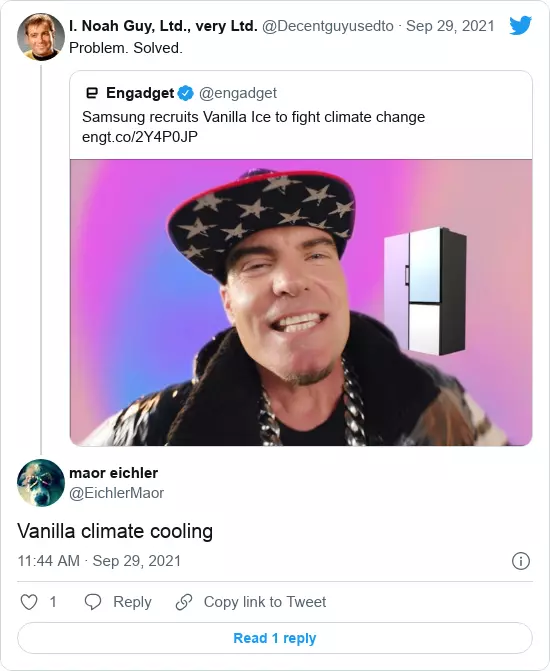 I. Noah Guy, Ltd., very Ltd. @Decentguyusedto · Sep 29, 2021
Problem. Solved.
Engadget @engadget
Samsung recruits Vanilla Ice to fight climate change
engt.co/2Y4P0JP
maor eichler
@EichlerMaor
Vanilla climate cooling
11:44 AM · Sep 29, 2021
1 Reply Copy link to Tweet
Read 1 reply